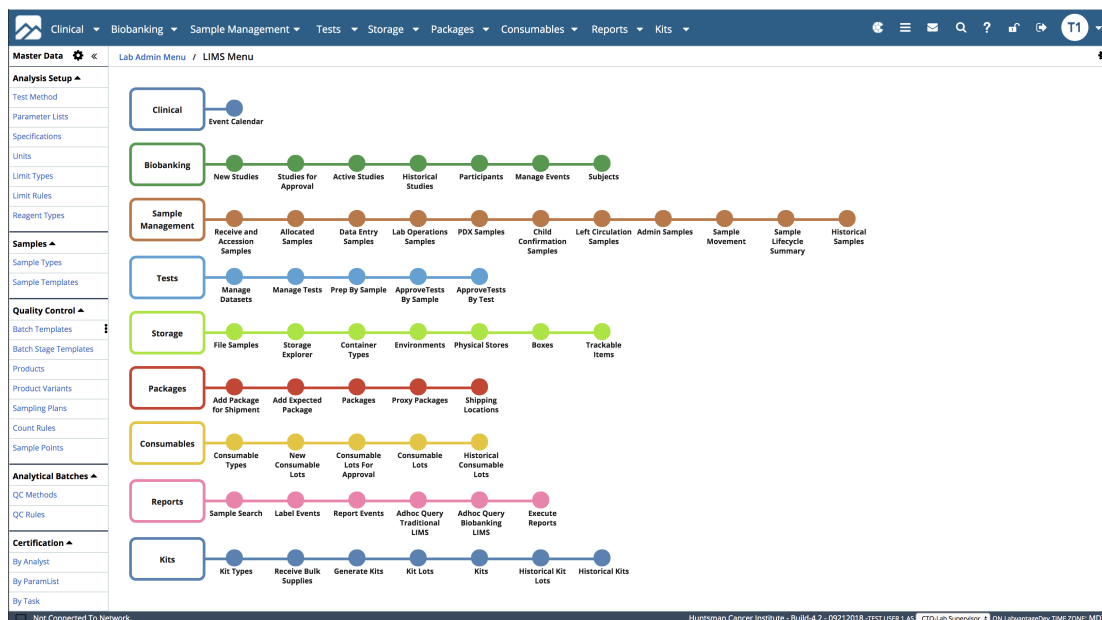 Clinical Biobanking Sample Management Tests Storage Packages Consumables Reports Kits ? T1
Master Data «
Lab Admin Menu / LIMS Menu
Analysis Setup
Test Method
Parameter Lists
Specifications
Units
Limit Types
Limit Rules
Reagent Types
Samples
Sample Types
Sample Templates
Quality Control
Batch Templates
Batch Stage Templates
Products
Product Variants
Sampling Plans
Count Rules
Sample Points
Analytical Batches
QC Methods
QC Rules
Certification
By Analyst
By ParamList
By Task
Clinical
Event Calendar
Biobanking
New Studies
Studies for
Approval
Active Studies
Historical
Studies
Participants
Manage Events
Subjects
Sample
Management
Receive and
Accession
Samples
Allocated
Samples
Data Entry
Samples
Lab Operations
Samples
PDX Samples
Child
Confirmation
Samples
Left Circulation
Samples
Admin Samples
Sample
Movement
Sample
Lifecycle
Summary
Historical
Samples
Tests
Manage
Datasets
Manage Tests
Prep By Sample
ApproveTests
By Sample
ApproveTests
By Test
Storage
File Samples
Storage
Explorer
Container
Types
Environments
Physical Stores
Boxes
Trackable
Items
Packages
Add Package
for Shipment
Add Expected
Package
Packages
Proxy Packages
Shipping
Locations
Consumables
Consumable
Types
New
Consumable
Lots
Consumable
Lots For
Approval
Consumable
Lots
Historical
Consumable
Lots
Reports
Sample Search
Label Events
Report Events
Adhoc Query
Traditional
LIMS
Adhoc Query
Biobanking
LIMS
Execute
Reports
Kits
Kit Types
Receive Bulk
Supplies
Generate Kits
Kit Lots
Kits
Historical Kit
Lots
Historical Kits
Not Connected To Network
Huntsman Cancer Institute - Build-4.2 - 09212018 -TEST USER 1 AS CTO-Lab Supervisor ON LabvantageDev TIME ZONE: MD